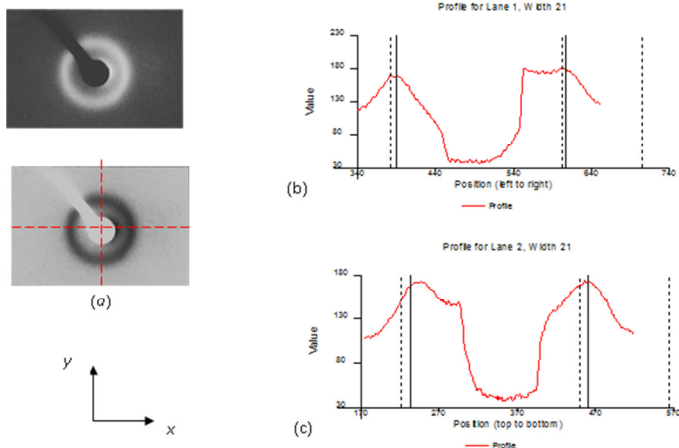 (a)
y
x
Profile for Lane 1, Width 21
230
180
130
80
30
Value
340 440 540 640 740
Position (left to right)
Profile
(b)
Profile for Lane 2, Width 21
180
130
80
30
Value
170 270 370 470 570
Position (top to bottom)
Profile
(c)